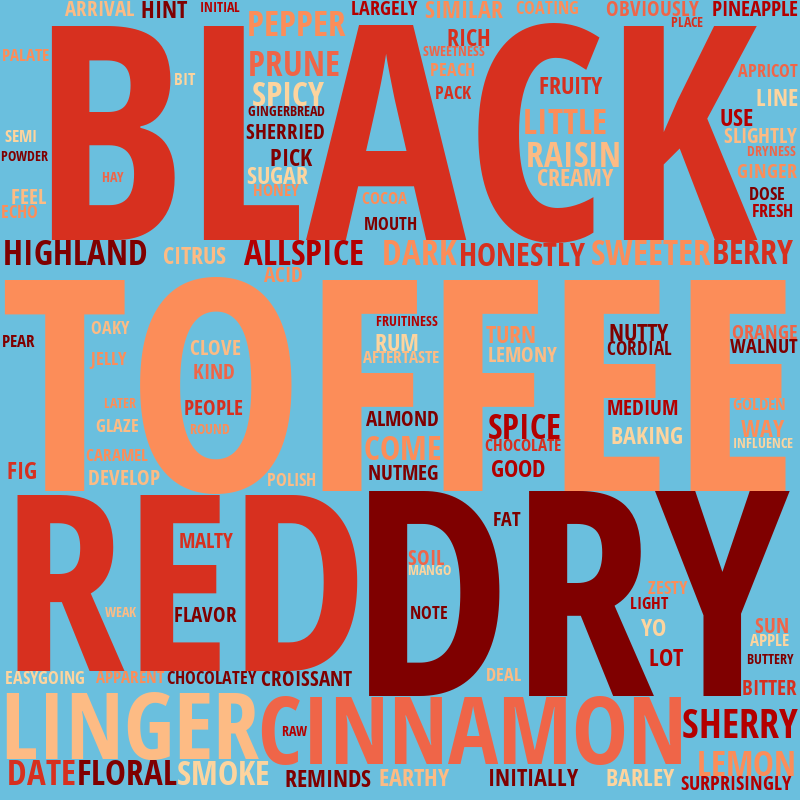 ARRIVAL HINT INITIAL LARGELY SIMILAR COATING OBVIOUSLY PINEAPPLE
PEPPER PLACE
RICH
PALATE PRUNE SWEETNESS
BIT PEACH APRICOT
SPICY PACK FRUITY LINE
BLACK
GINGERBREAD
SEMI SHERRIED LITTLE USE SLIGHTLY
POWDER PICK RAISIN DRYNESS
HAY SUGAR CREAMY GINGER
FEEL HONEY COCOA DOSE
ECHO MOUTH FRESH
HIGHLAND CITRUS ALLSPICE DARK HONESTLY SWEETER BERRY
ACID
OAKY FRUITINESS TURN NUTTY ORANGE
PEAR CLOVE RUM LEMONY CORDIAL WALNUT
JELLY KIND AFTERTASTE
TOFFEE
LATER PEOPLE MEDIUM GOLDEN
GLAZE ROUND ALMOND SPICE BAKING WAY
CARAMEL COME CHOCOLATE INFLUENCE
FIG DEVELOP POLISH NUTMEG GOOD
FAT
MALTY SOIL
MANGO
RED DRY
ZESTY
WEAK FLAVOR NOTE LIGHT
YO SUN
APPLE
LOT BUTTERY
EASYGOING APPARENT CHOCOLATEY CROISSANT DEAL BITTER
LINGER CINNAMON SHERRY
RAW
LEMON
DATE FLORAL SMOKE REMINDS EARTHY INITIALLY BARLEY SURPRISINGLY